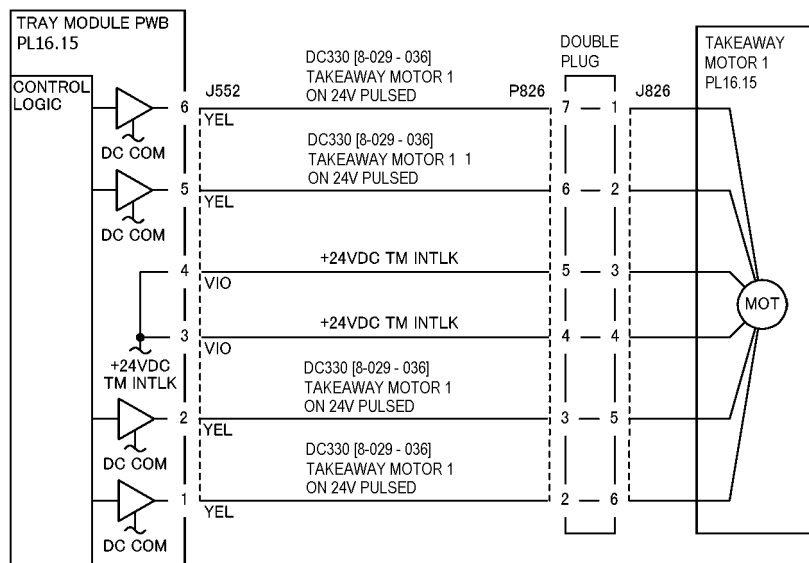 TRAY MODULE PWB
PL16.15
CONTROL
LOGIC
DC COM
DC COM
+24VDC
TM INTLK
DC COM
DC COM
J552
6
YEL
5
YEL
4
VIO
3
VIO
2
YEL
1
YEL
DC330 [8-029 - 036]
TAKEAWAY MOTOR 1
ON 24V PULSED
DC330 [8-029 - 036]
TAKEAWAY MOTOR 1 1
ON 24V PULSED
+24VDC TM INTLK
+24VDC TM INTLK
DC330 [8-029 - 036]
TAKEAWAY MOTOR 1
ON 24V PULSED
DC330 [8-029 - 036]
TAKEAWAY MOTOR 1
ON 24V PULSED
DOUBLE
PLUG
P826
J826
7 1
6 2
5 3
4 4
3 5
2 6
TAKEAWAY
MOTOR 1
PL16.15
MOT